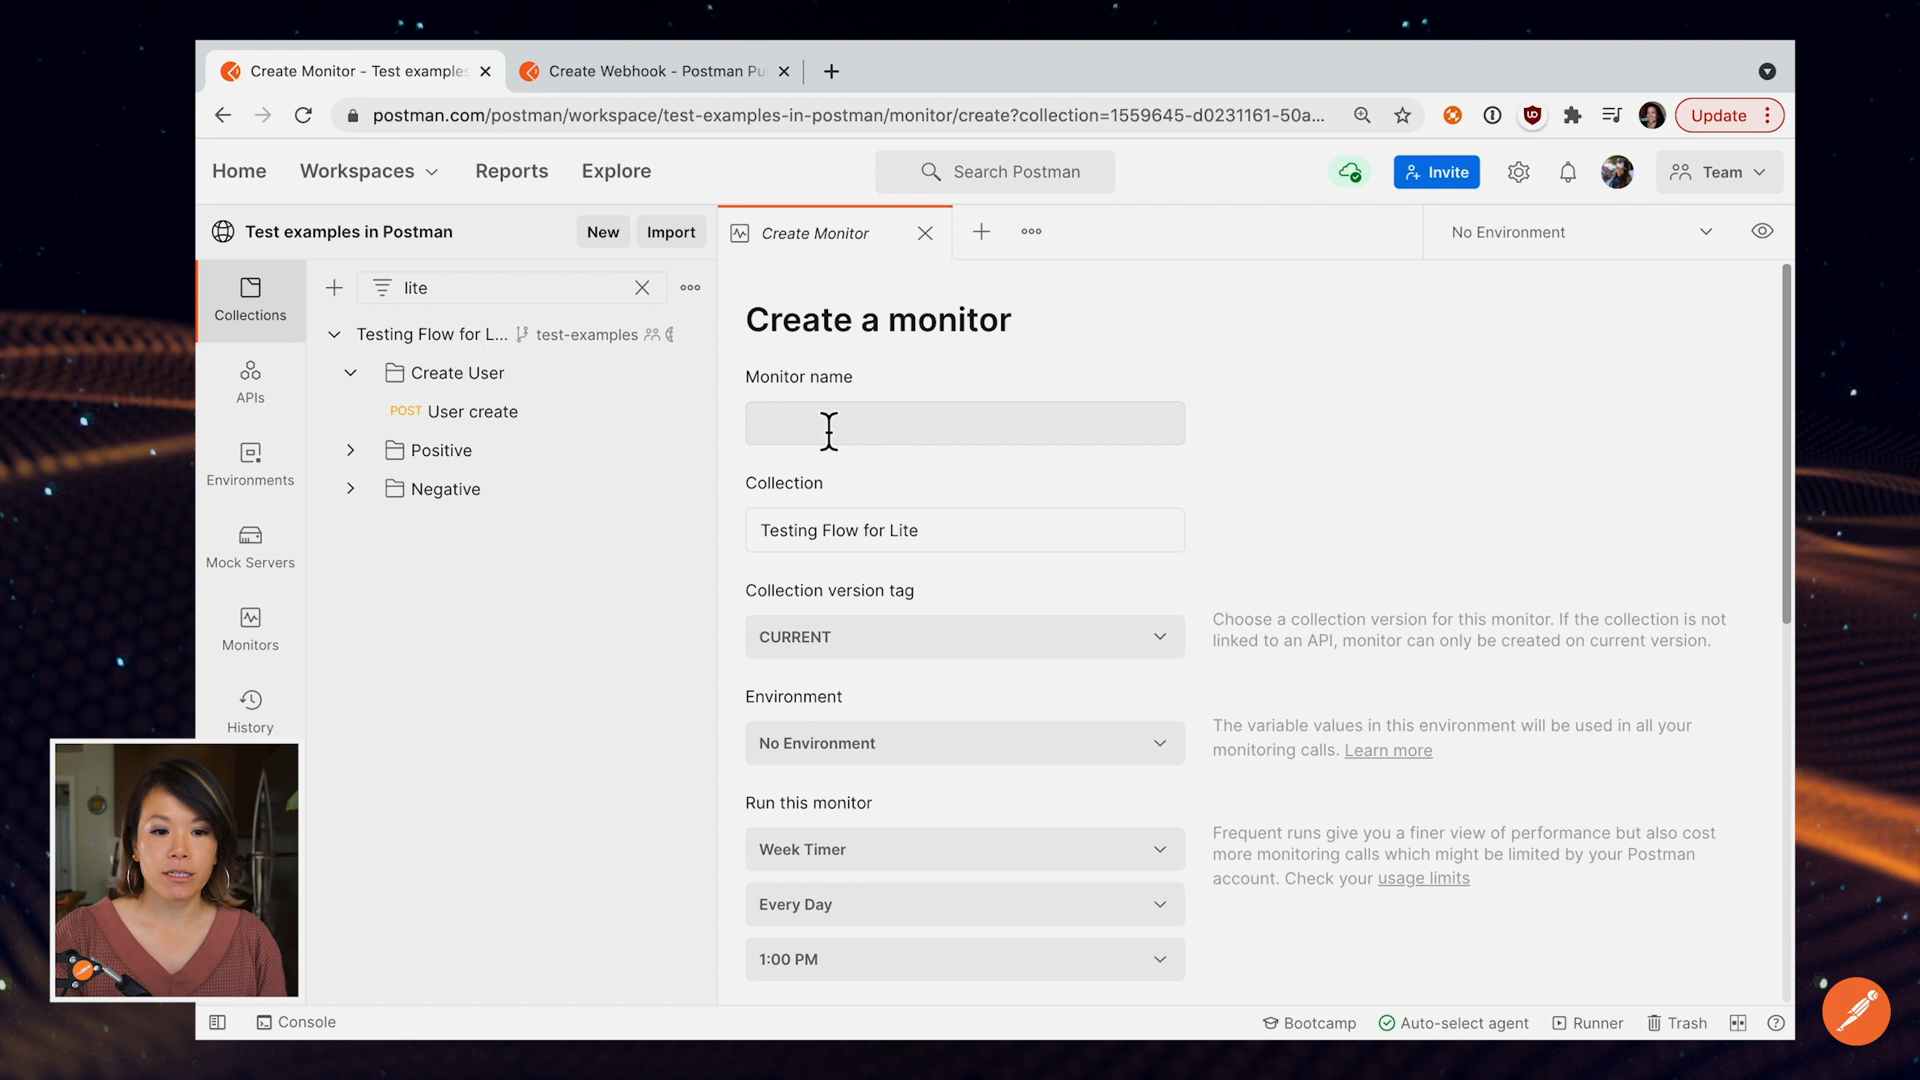 Create Monitor - Test examples
Create Webhook - Postman Pu
postman.com/postman/workspace/test-examples-in-postman/monitor/create?collection=1559645-d0231161-50a...
Update
Home
Workspaces
Reports
Explore
Search Postman
Invite
Team
Test examples in Postman
New
Import
Create Monitor
No Environment
Collections
lite
Testing Flow for L...
test-examples
Create User
POST User create
Positive
Negative
APIs
Environments
Mock Servers
Monitors
History
Create a monitor
Monitor name
Collection
Testing Flow for Lite
Collection version tag
CURRENT
Choose a collection version for this monitor. If the collection is not
linked to an API, monitor can only be created on current version.
Environment
No Environment
The variable values in this environment will be used in all your
monitoring calls. Learn more
Run this monitor
Week Timer
Every Day
1:00 PM
Frequent runs give you a finer view of performance but also cost
more monitoring calls which might be limited by your Postman
account. Check your usage limits
Console
Bootcamp
Auto-select agent
Runner
Trash